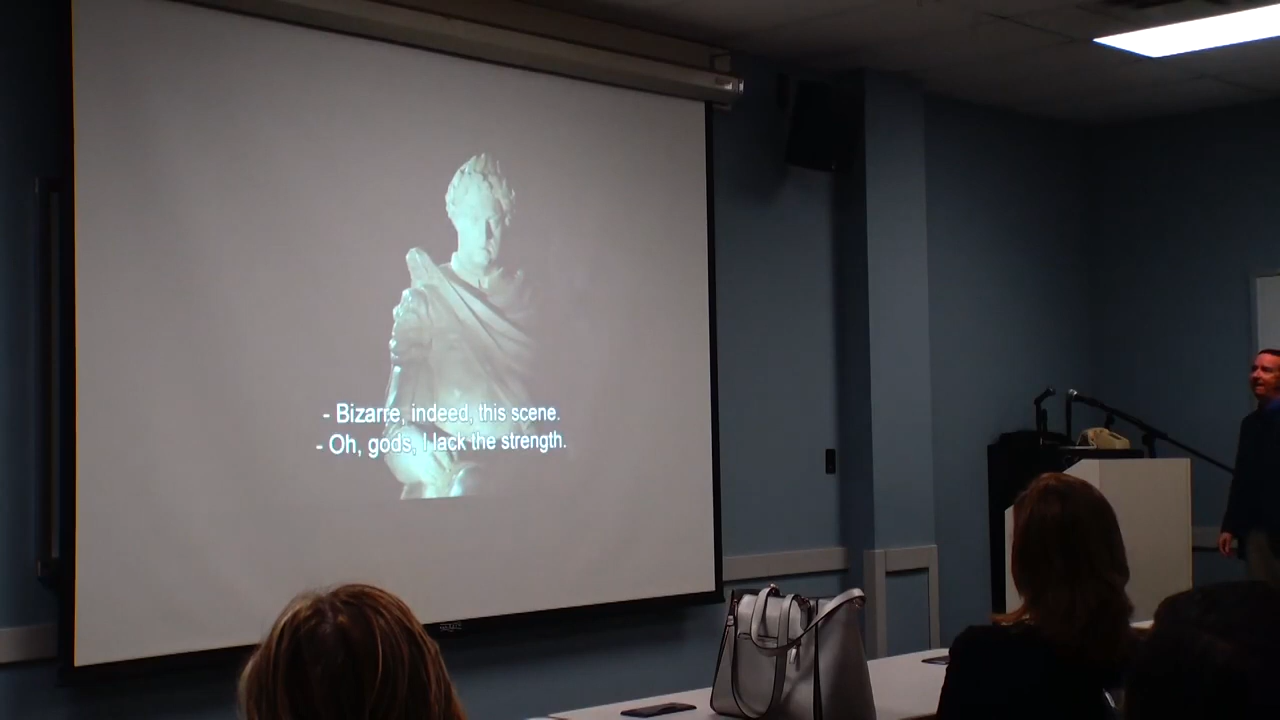 - Bizarre, indeed, this scene.
- Oh, gods, I lack the strength.